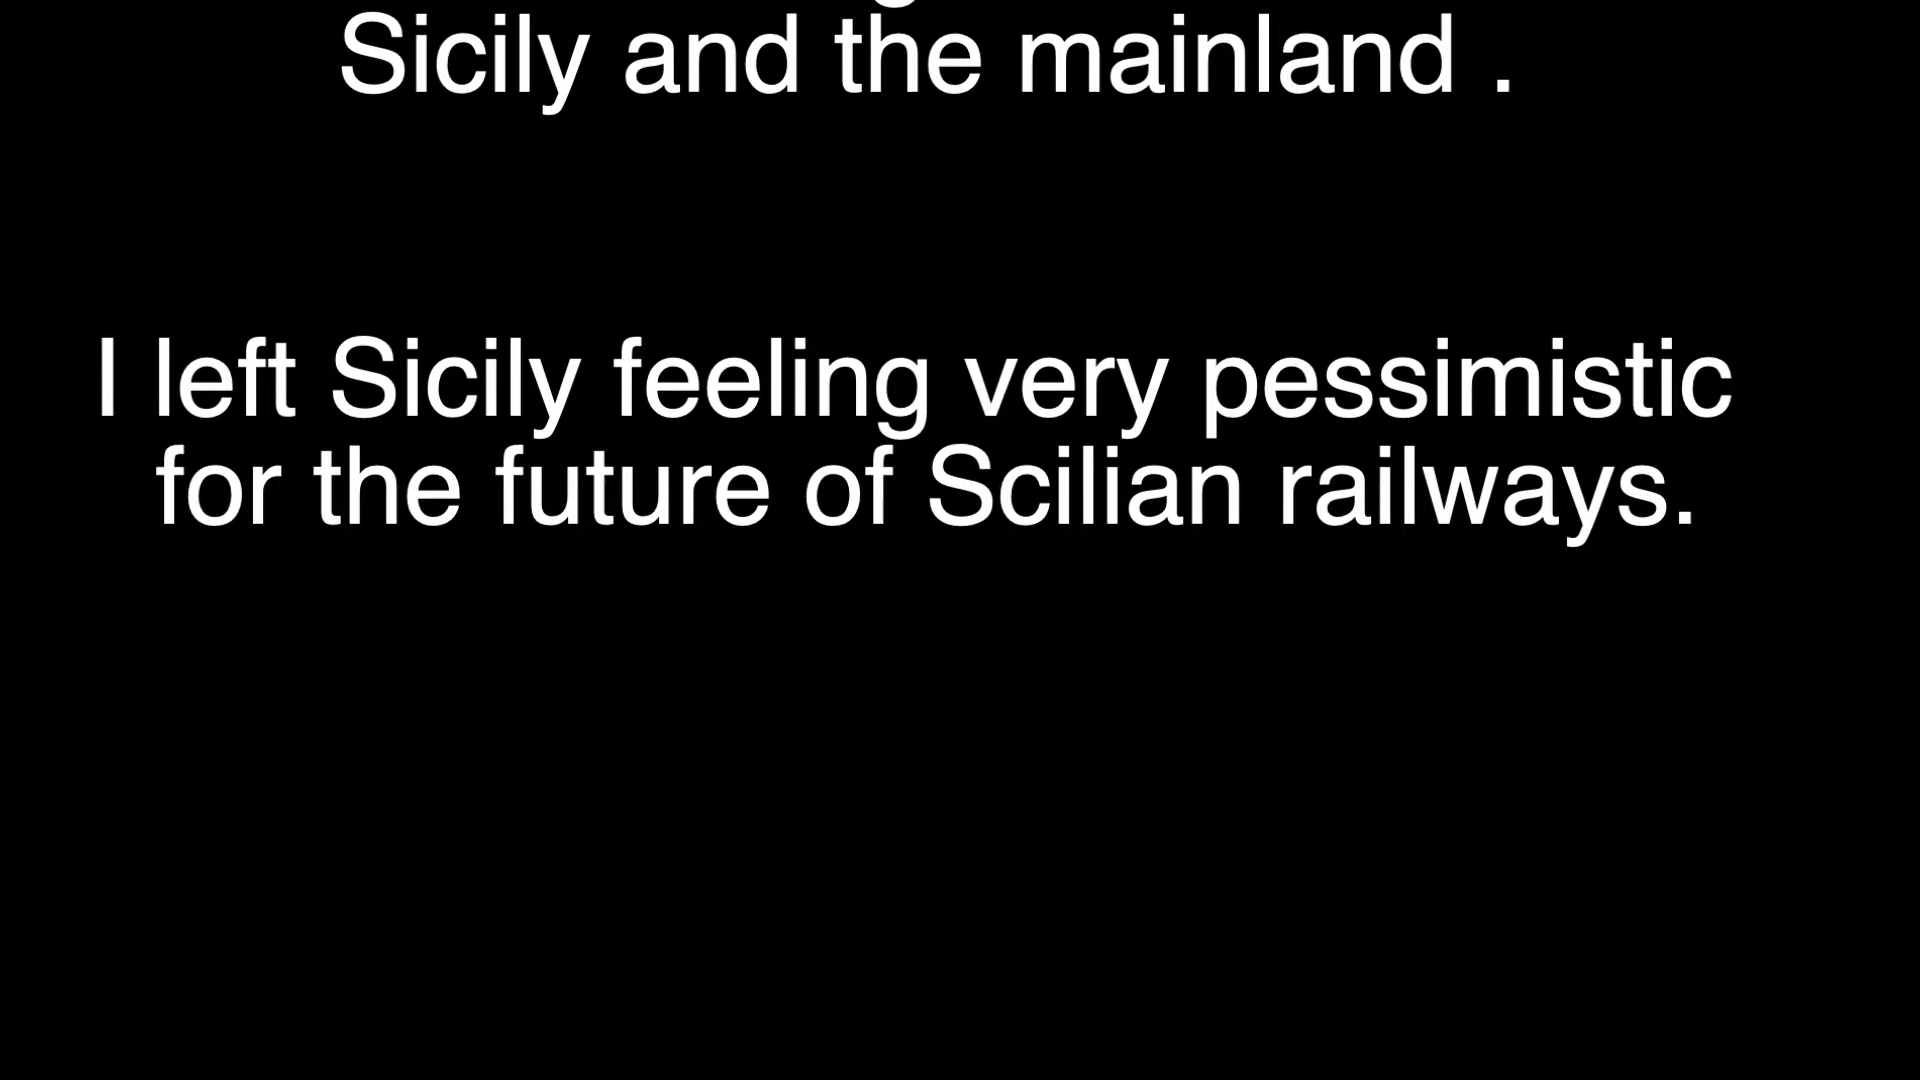 Sicily and the mainland .
I left Sicily feeling very pessimistic
for the future of Scilian railways.